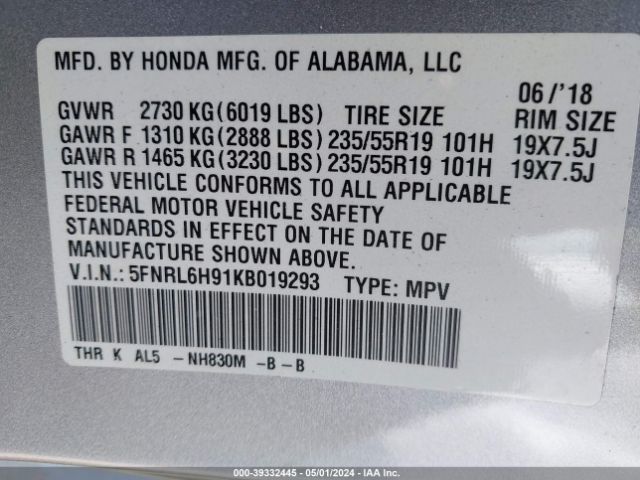 MFD. BY HONDA MFG. OF ALABAMA, LLC
06/'18
GVWR 2730 KG(6019 LBS) TIRE SIZE RIM SIZE
GAWR F 1310 KG(2888 LBS) 235/55R19 101H 19X7.5J
GAWR R 1465 KG(3230 LBS) 235/55R19 101H 19X7.5J
THIS VEHICLE CONFORMS TO ALL APPLICABLE
FEDERAL MOTOR VEHICLE SAFETY
STANDARDS IN EFFECT ON THE DATE OF
MANUFACTURE SHOWN ABOVE.
V.I.N.: 5FNRL6H91KB019293 TYPE: MPV
THR K AL5 -NH830M -B-B
000-39332445 - 05/01/2024 - IAA Inc.